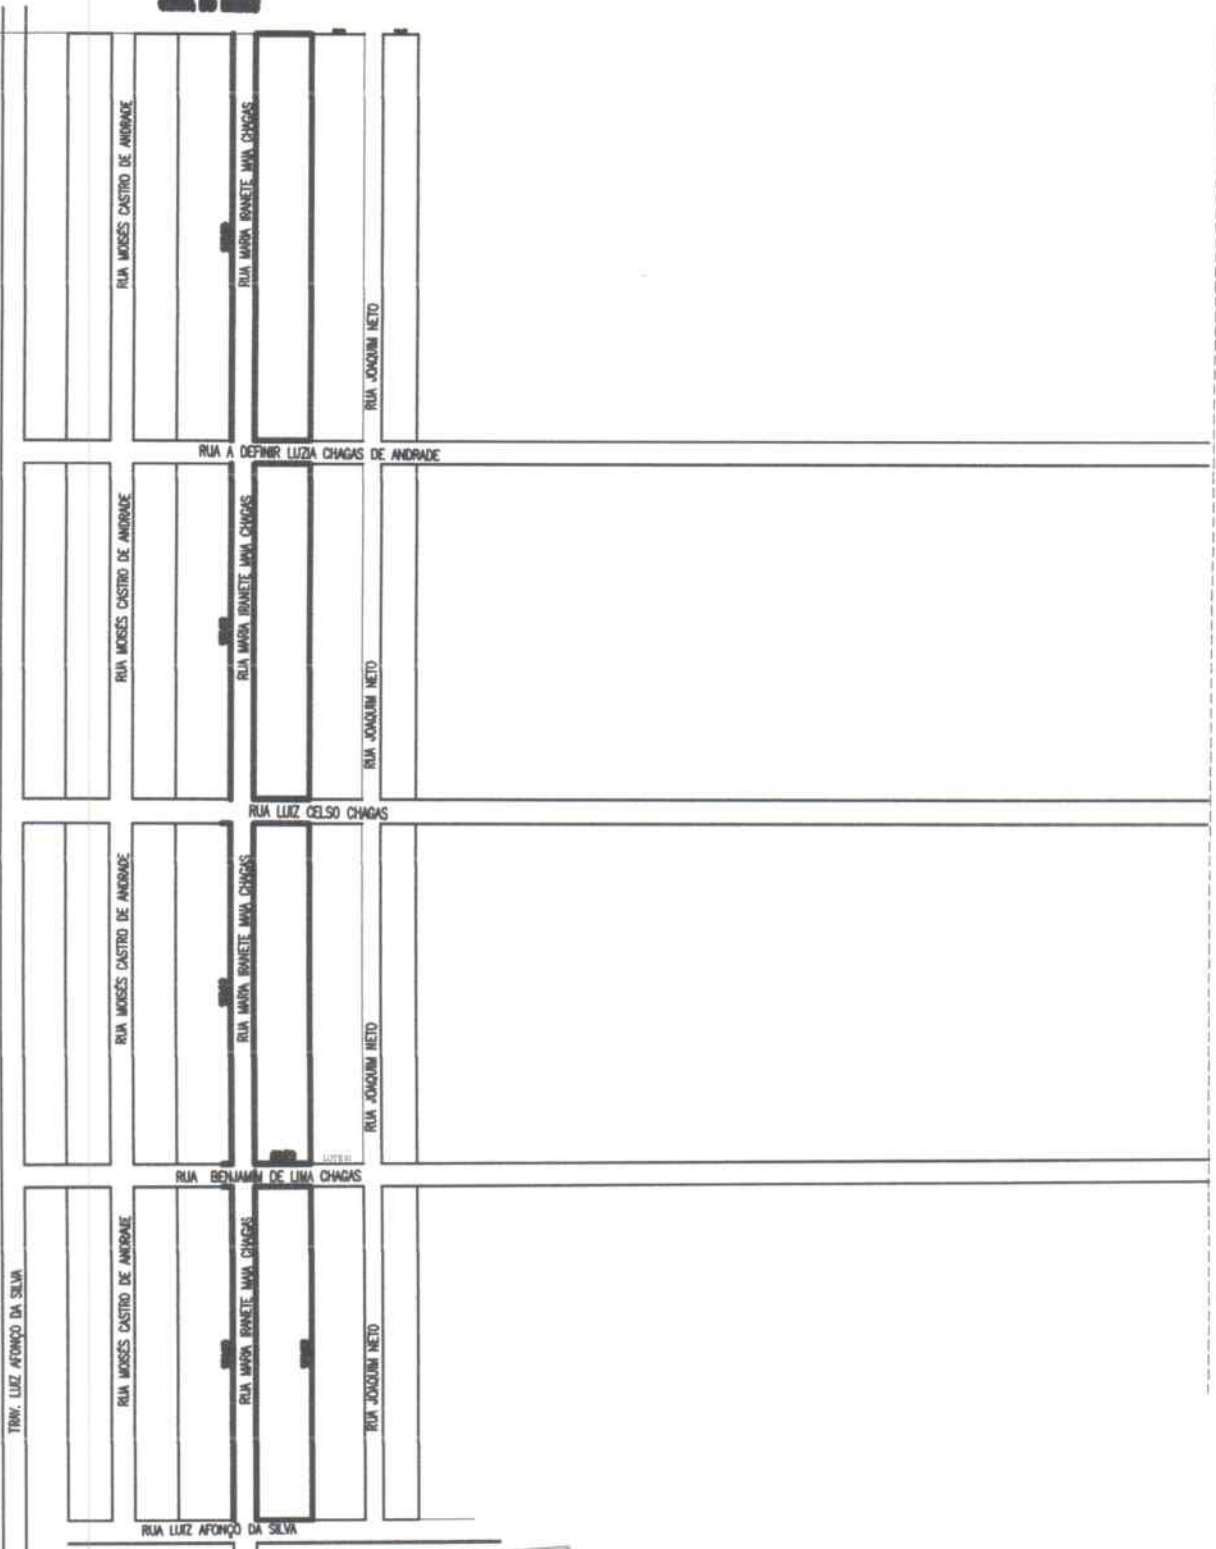 RUA MOISÉS CASTRO DE ANDRADE
RUA MARIA IRANETE MAIA CHAGAS
RUA JOAQUIM NETO
RUA A DEFINIR LUZIA CHAGAS DE ANDRADE
RUA MOISÉS CASTRO DE ANDRADE
RUA MARIA IRANETE MAIA CHAGAS
RUA JOAQUIM NETO
RUA LUIZ CELSO CHAGAS
RUA MOISÉS CASTRO DE ANDRADE
RUA MARIA IRANETE MAIA CHAGAS
RUA JOAQUIM NETO
RUA BENJAMIM DE LIMA CHAGAS
TRAV. LUIZ AFONÇO DA SILVA
RUA MOISÉS CASTRO DE ANDRADE
RUA MARIA IRANETE MAIA CHAGAS
RUA JOAQUIM NETO
RUA LUIZ AFONÇO DA SILVA